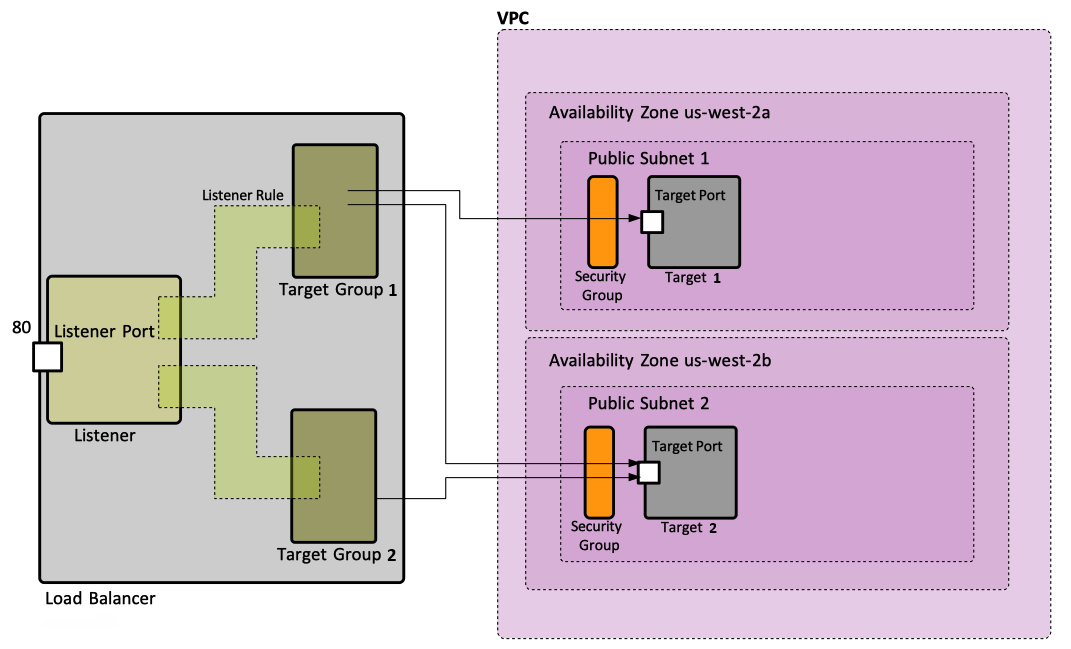 VPC
Availability Zone us-west-2a
Public Subnet 1
Target Port
Security
Group
Target 1
Listener Rule
Target Group 1
80
Listener Port
Listener
Availability Zone us-west-2b
Public Subnet 2
Target Port
Security
Group
Target 2
Target Group 2
Load Balancer